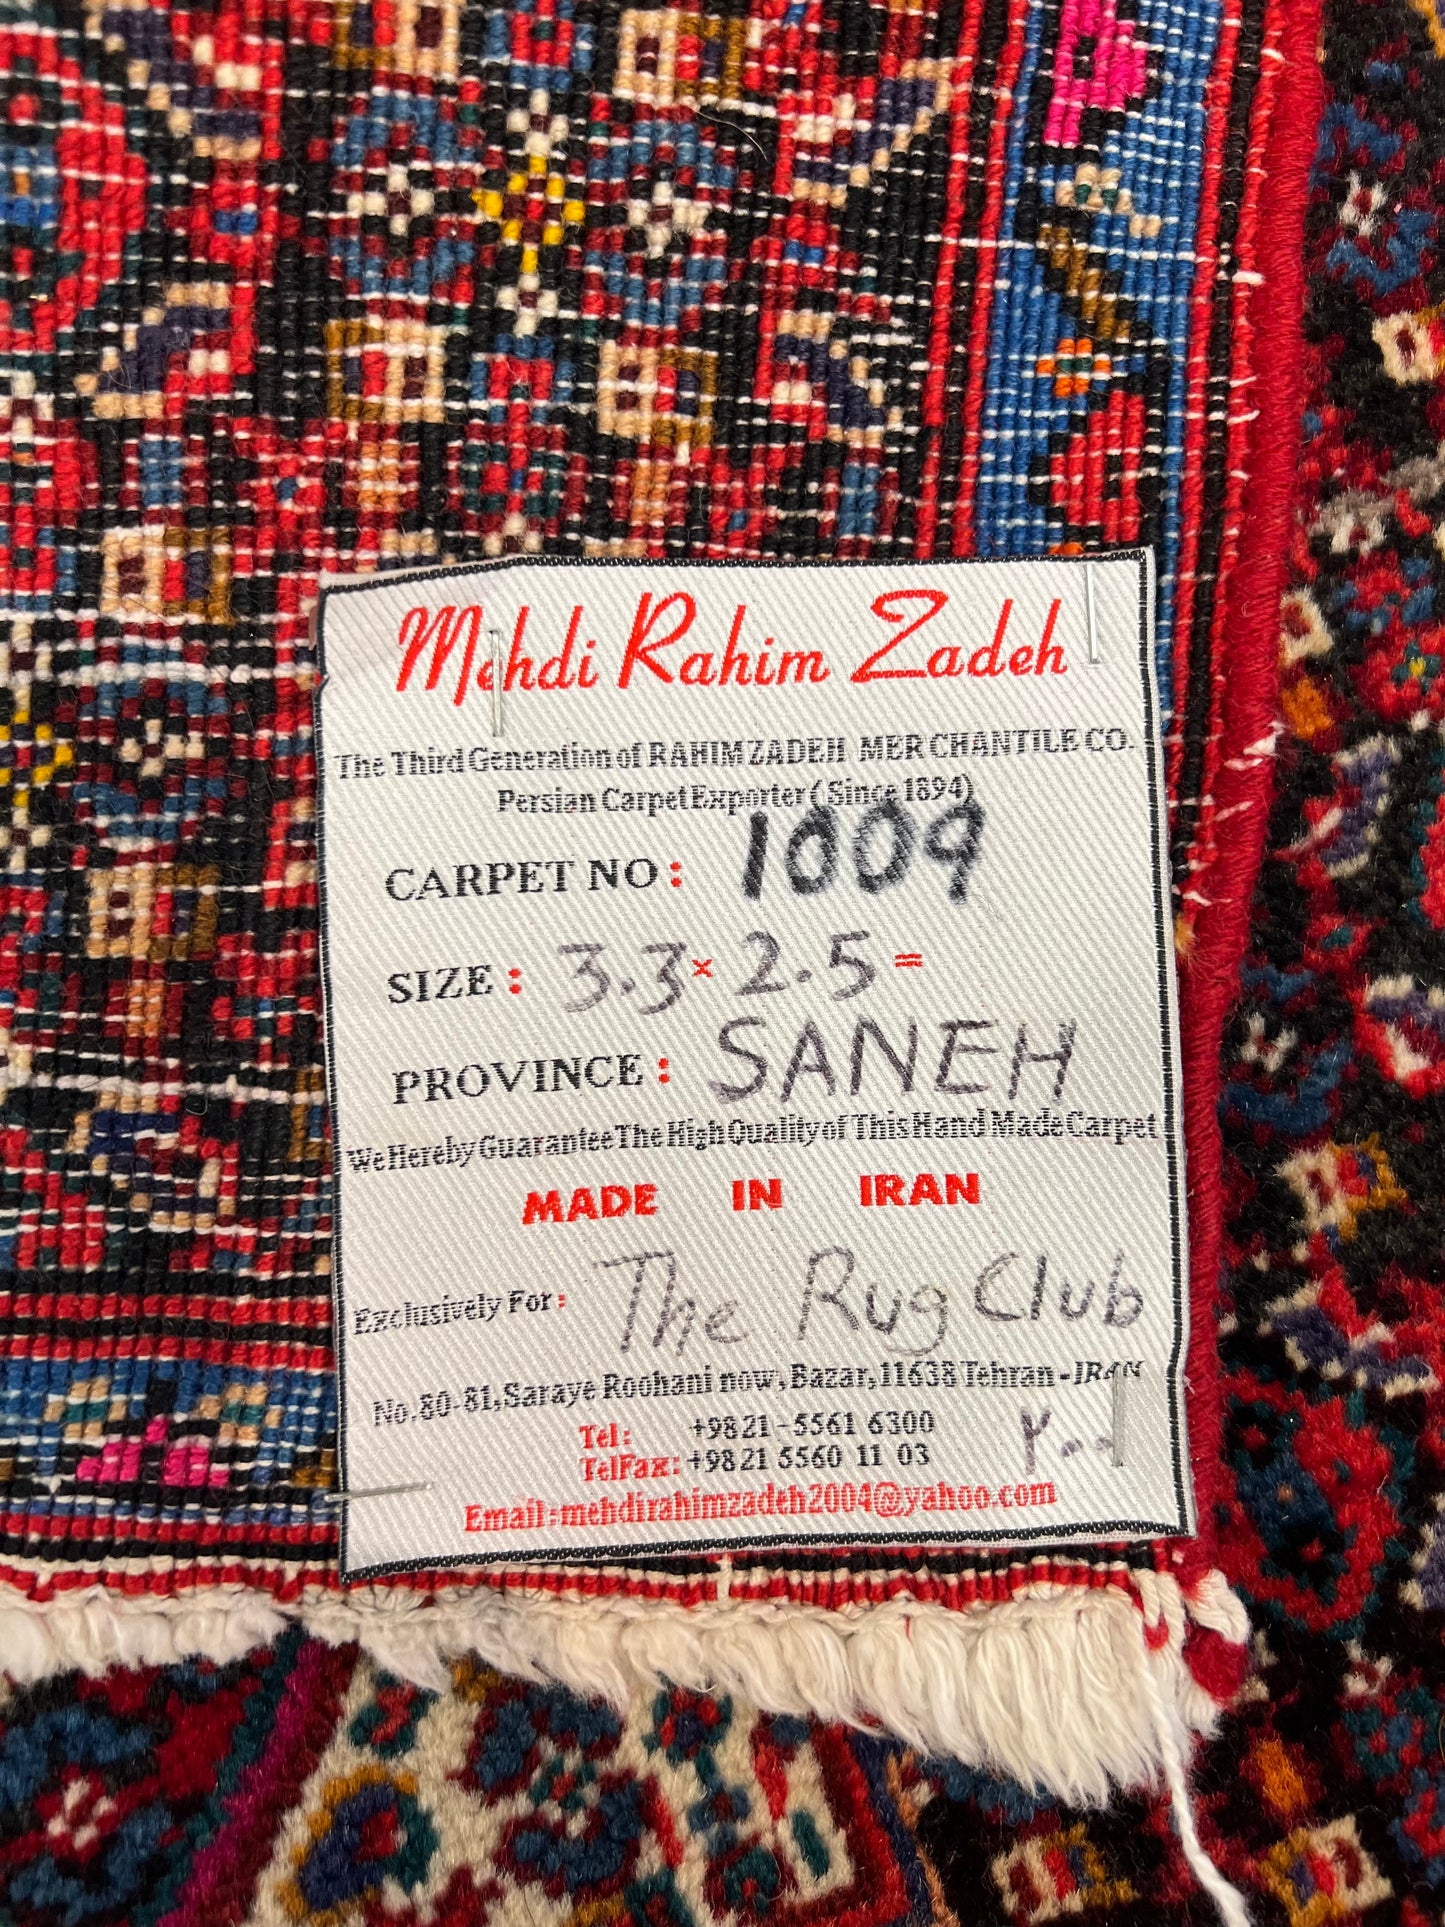 Mehdi Rahim Zadeh
The Third Generation of RAHIMZADEH MERCHANTILE CO.
Persian Carpet Exporter (Since 1894)
CARPET NO: 1009
SIZE: 3.3 x 2.5 =
PROVINCE: SANEH
We Hereby Guarantee The High Quality of This Hand Made Carpet
MADE IN IRAN
Exclusively For: The Rug Club
No.80-81, Saraye Roohani now, Bazar, 11638 Tehran - IRAN
Tel: +9821-5561 6300
TelFax: +9821 5560 11 03
Email: mehdirahimzadeh2004@yahoo.com